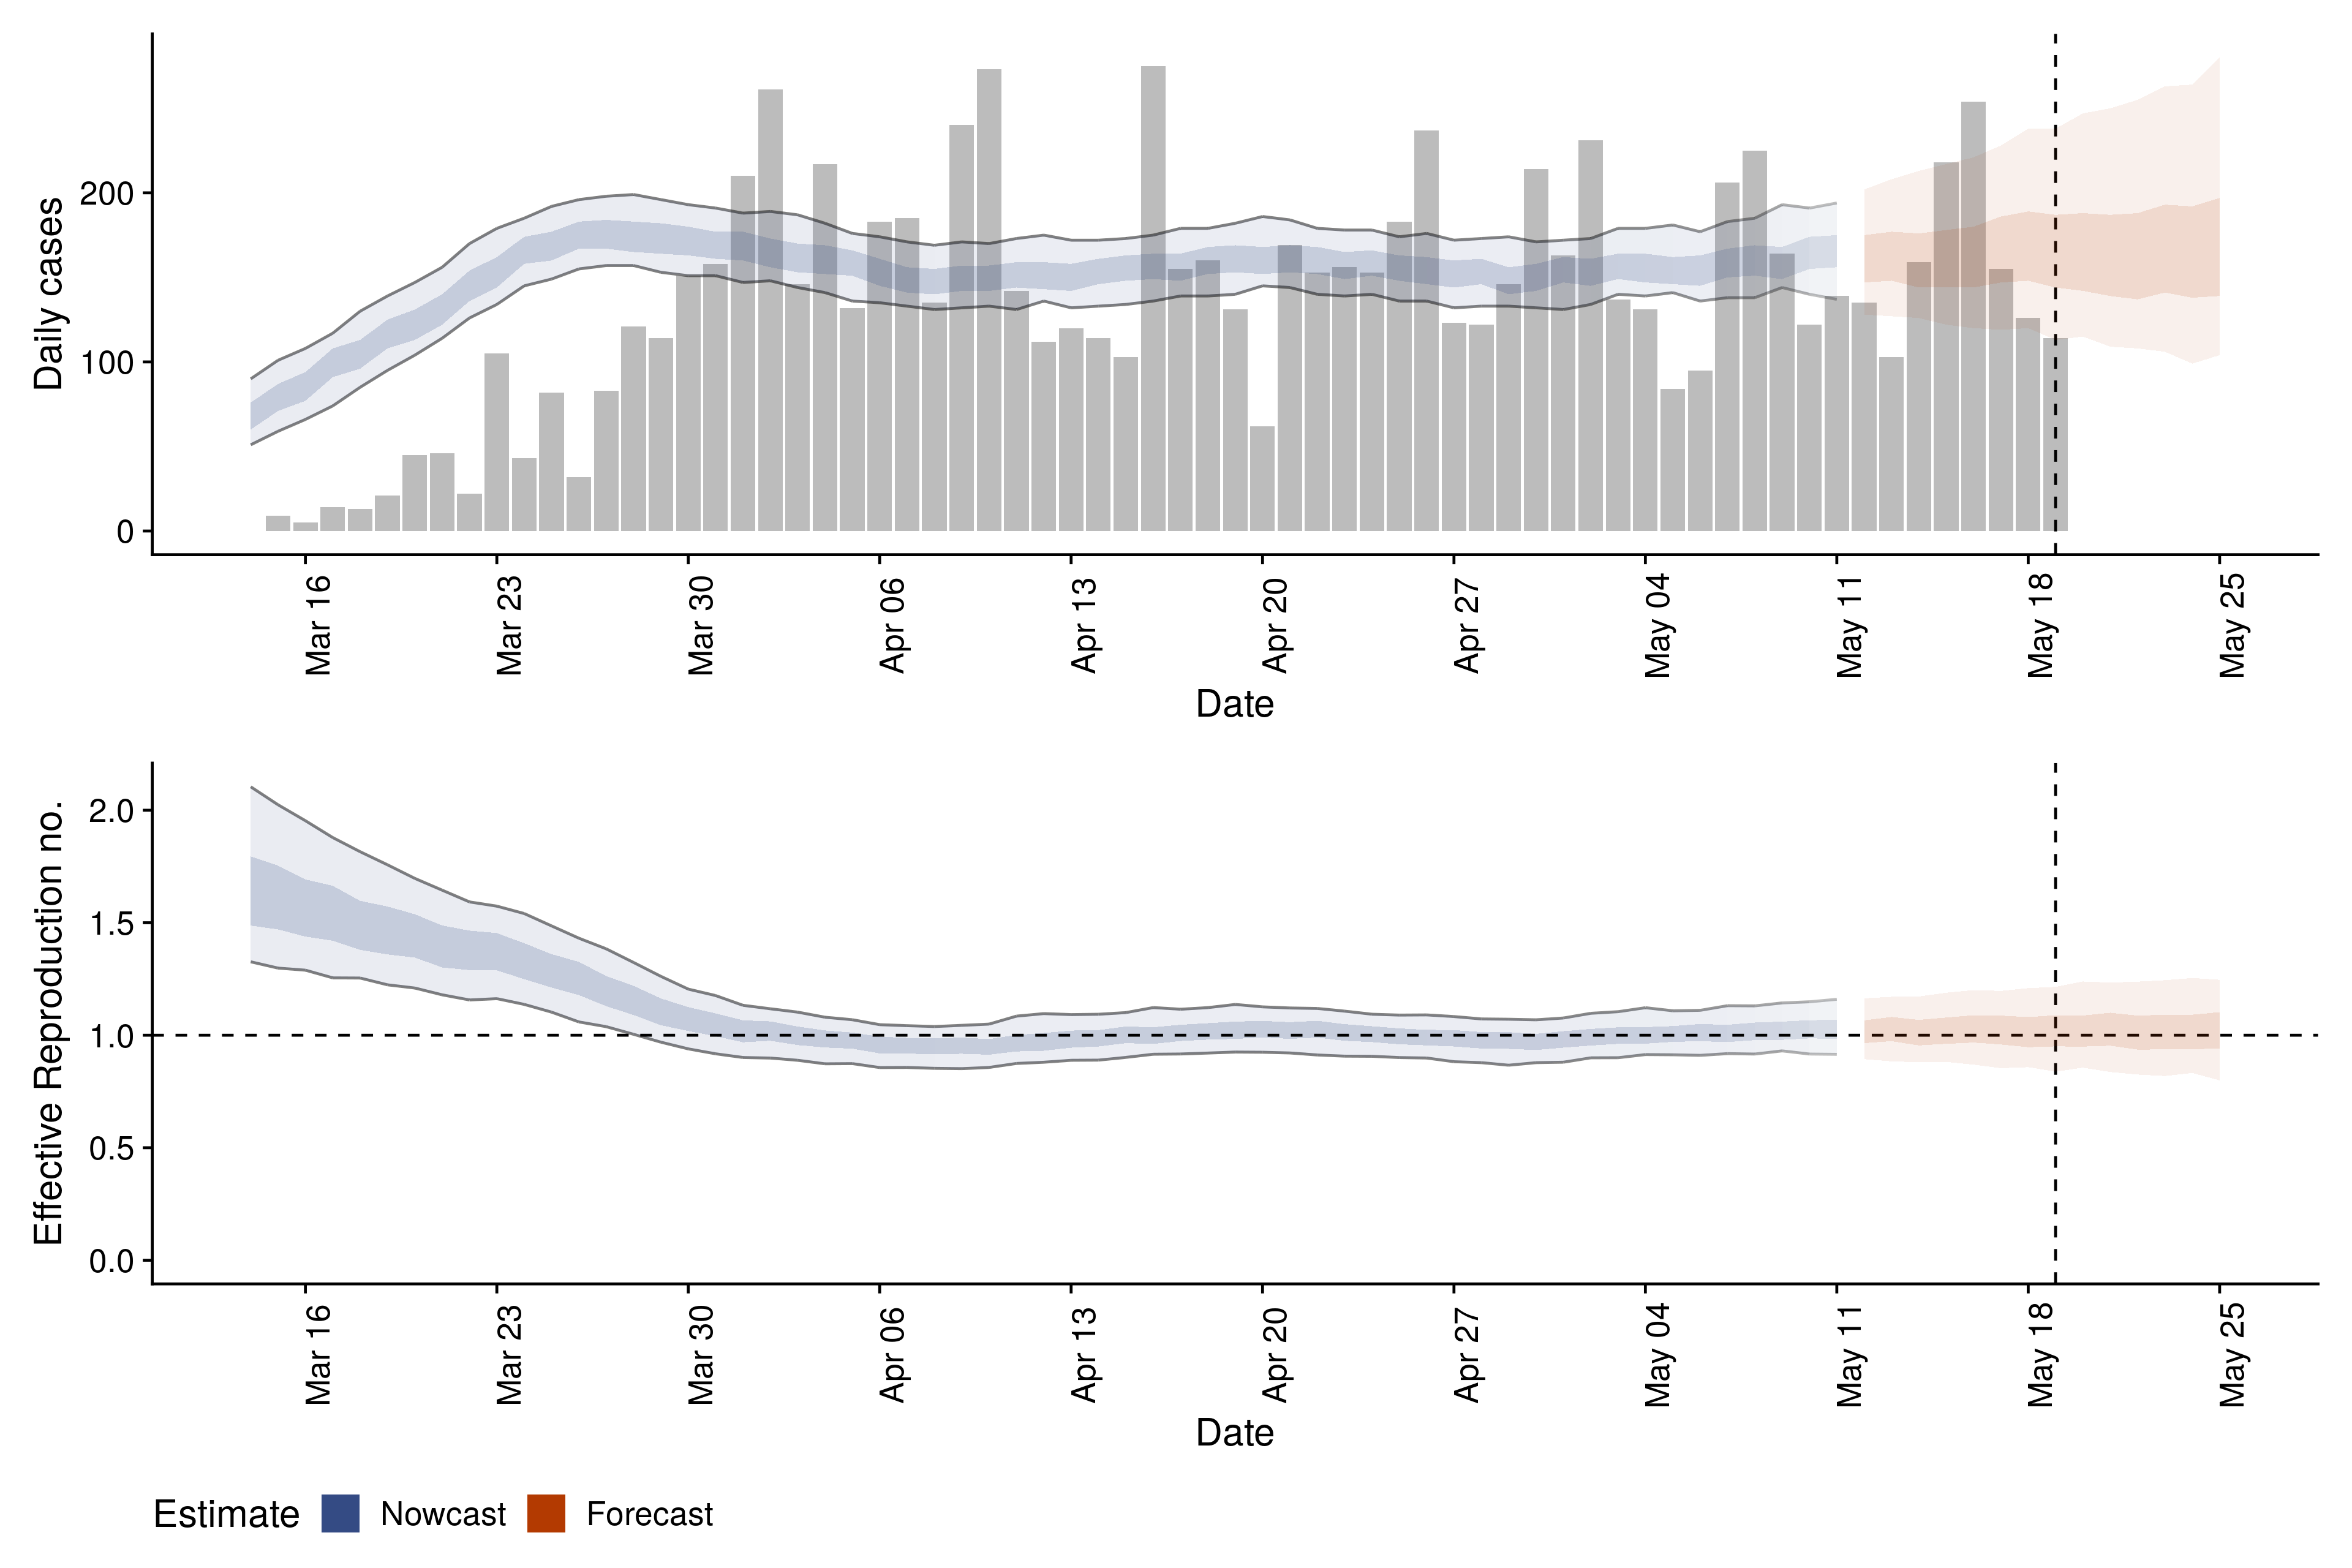 Daily cases
200
100
0
Mar 16 Mar 23 Mar 30 Apr 06 Apr 13 Apr 20 Apr 27 May 04 May 11 May 18 May 25
Date
Effective Reproduction no.
2.0
1.5
1.0
0.5
0.0
Mar 16 Mar 23 Mar 30 Apr 06 Apr 13 Apr 20 Apr 27 May 04 May 11 May 18 May 25
Date
Estimate Nowcast Forecast